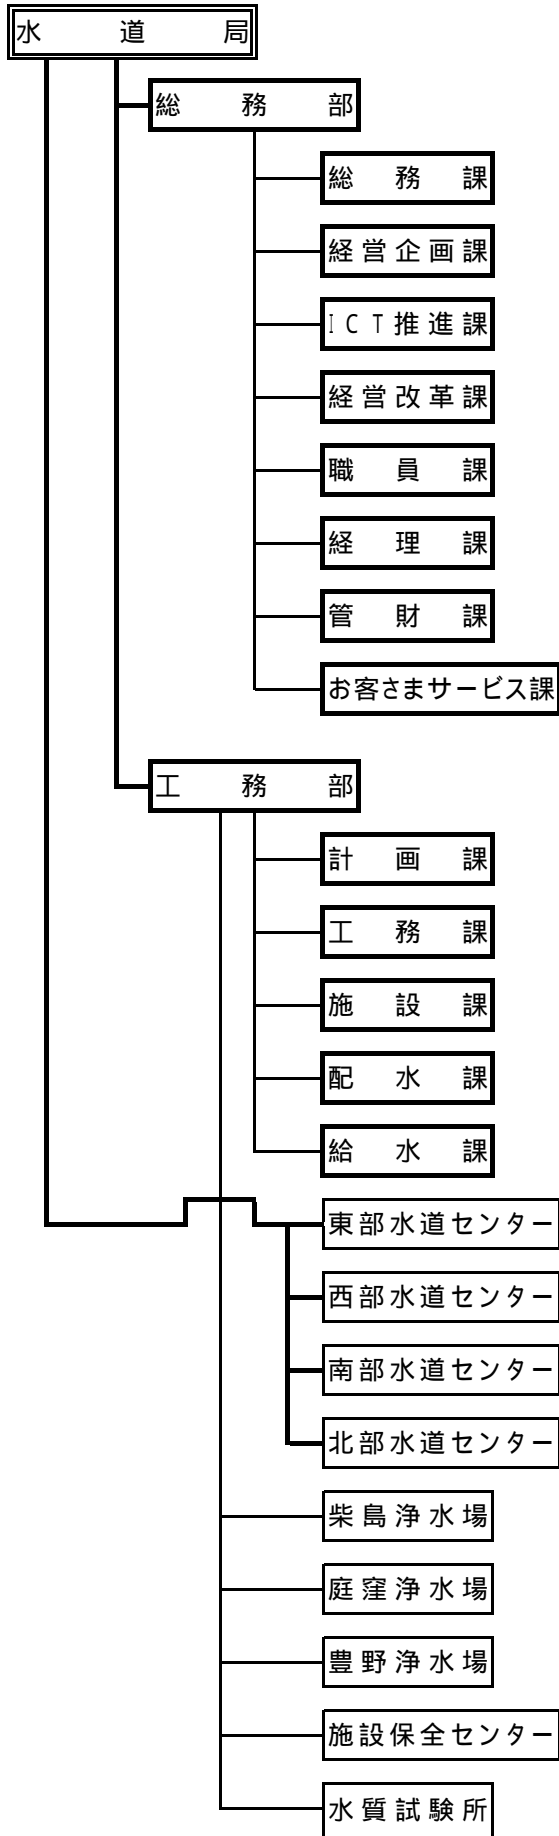 水道局
総務部
総務課
経営企画課
ICT推進課
経営改革課
職員課
経理課
管財課
お客さまサービス課
工務部
計画課
工務課
施設課
配水課
給水課
東部水道センター
西部水道センター
南部水道センター
北部水道センター
柴島浄水場
庭窪浄水場
豊野浄水場
施設保全センター
水質試験所